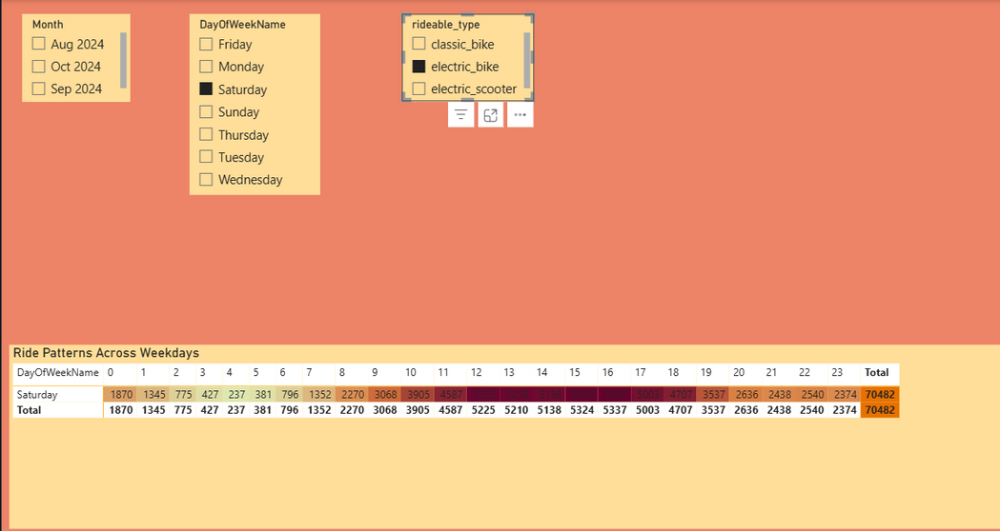 Month
Aug 2024
Oct 2024
Sep 2024
DayOfWeekName
Friday
Monday
Saturday
Sunday
Thursday
Tuesday
Wednesday
rideable_type
classic_bike
electric_bike
electric_scooter
Ride Patterns Across Weekdays
DayOfWeekName 0 1 2 3 4 5 6 7 8 9 10 11 12 13 14 15 16 17 18 19 20 21 22 23 Total
Saturday 1870 1345 775 427 237 381 796 1352 2270 3068 3905 4587 5003 4707 3537 2636 2438 2540 2374 70482
Total 1870 1345 775 427 237 381 796 1352 2270 3068 3905 4587 5225 5210 5138 5324 5337 5003 4707 3537 2636 2438 2540 2374 70482